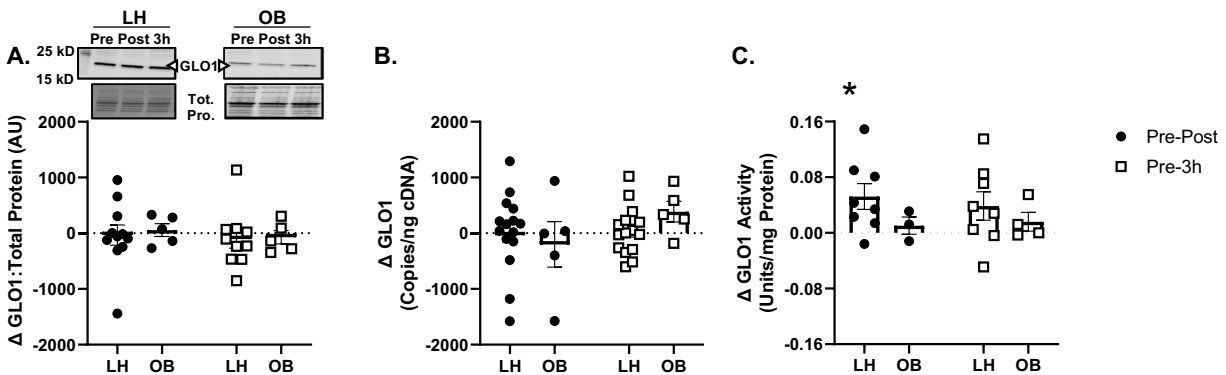 A.
LH
OB
Pre Post 3h
Pre Post 3h
25 kD
GLO1
15 kD
Tot.
Pro.
Δ GLO1:Total Protein (AU)
2000
1000
0
-1000
-2000
LH
OB
LH
OB
B.
Δ GLO1
(Copies/ng cDNA)
2000
1000
0
-1000
-2000
LH
OB
LH
OB
C.
*
Δ GLO1 Activity
(Units/mg Protein)
0.16
0.08
0.00
-0.08
-0.16
LH
OB
LH
OB
Pre-Post
Pre-3h